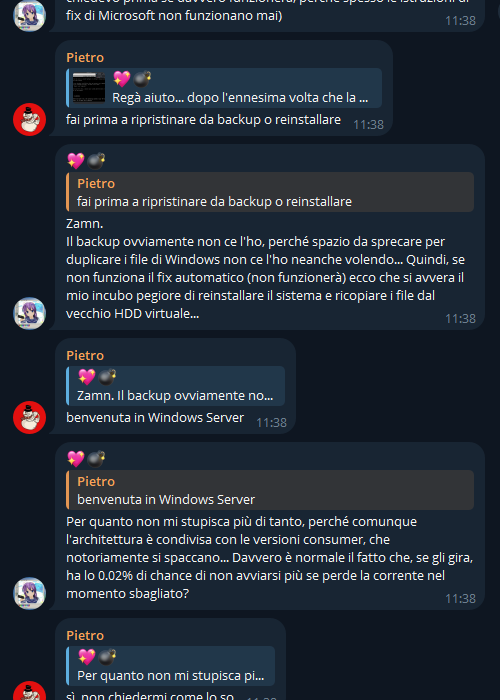 chiedevo prima se davvero funzionerà, perché spesso le istruzioni di
fix di Microsoft non funzionano mai)
11:38
Pietro
💖💣
Regà aiuto... dopo l'ennesima volta che la ...
fai prima a ripristinare da backup o reinstallare
11:38
💖💣
Pietro
fai prima a ripristinare da backup o reinstallare
Zamn.
Il backup ovviamente non ce l'ho, perché spazio da sprecare per
duplicare i file di Windows non ce l'ho neanche volendo... Quindi, se
non funziona il fix automatico (non funzionerà) ecco che si avvera il
mio incubo pegiore di reinstallare il sistema e ricopiare i file dal
vecchio HDD virtuale...
11:38
Pietro
💖💣
Zamn. Il backup ovviamente no...
benvenuta in Windows Server
11:38
💖💣
Pietro
benvenuta in Windows Server
Per quanto non mi stupisca più di tanto, perché comunque
l'architettura è condivisa con le versioni consumer, che
notoriamente si spaccano... Davvero è normale il fatto che, se gli gira,
ha lo 0.02% di chance di non avviarsi più se perde la corrente nel
momento sbagliato?
11:38
Pietro
💖💣
Per quanto non mi stupisca pi...
sì, non chiedermi come lo so
11:38